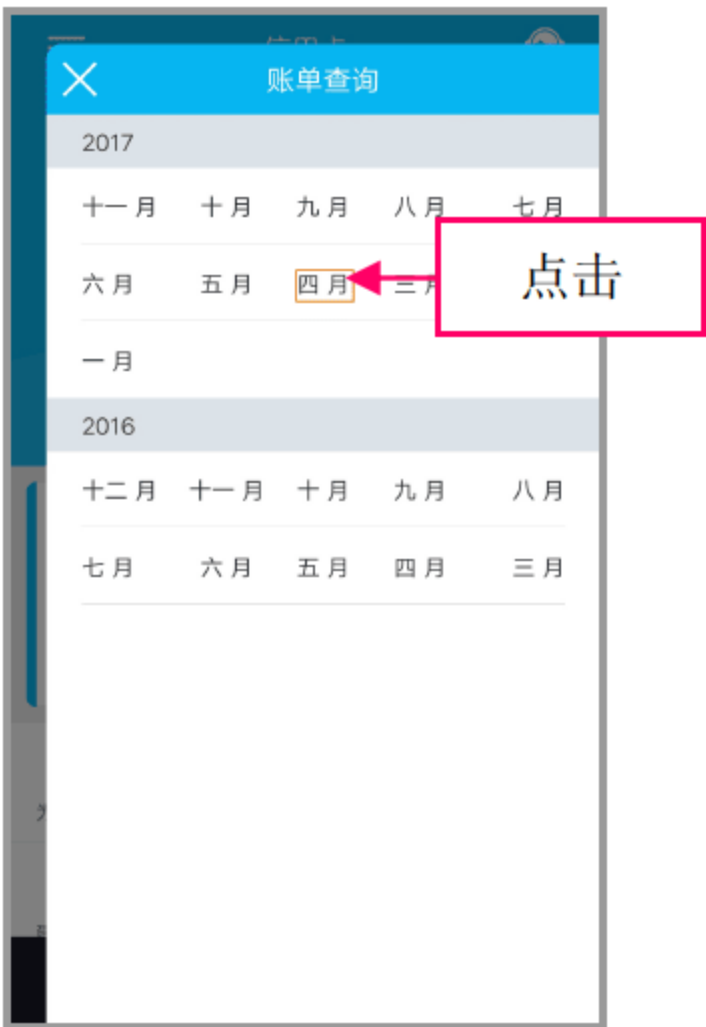 账单查询
2017
十一月 十月 九月 八月 七月
六月 五月 四月 三月
点击
一月
2016
十二月 十一月 十月 九月 八月
七月 六月 五月 四月 三月